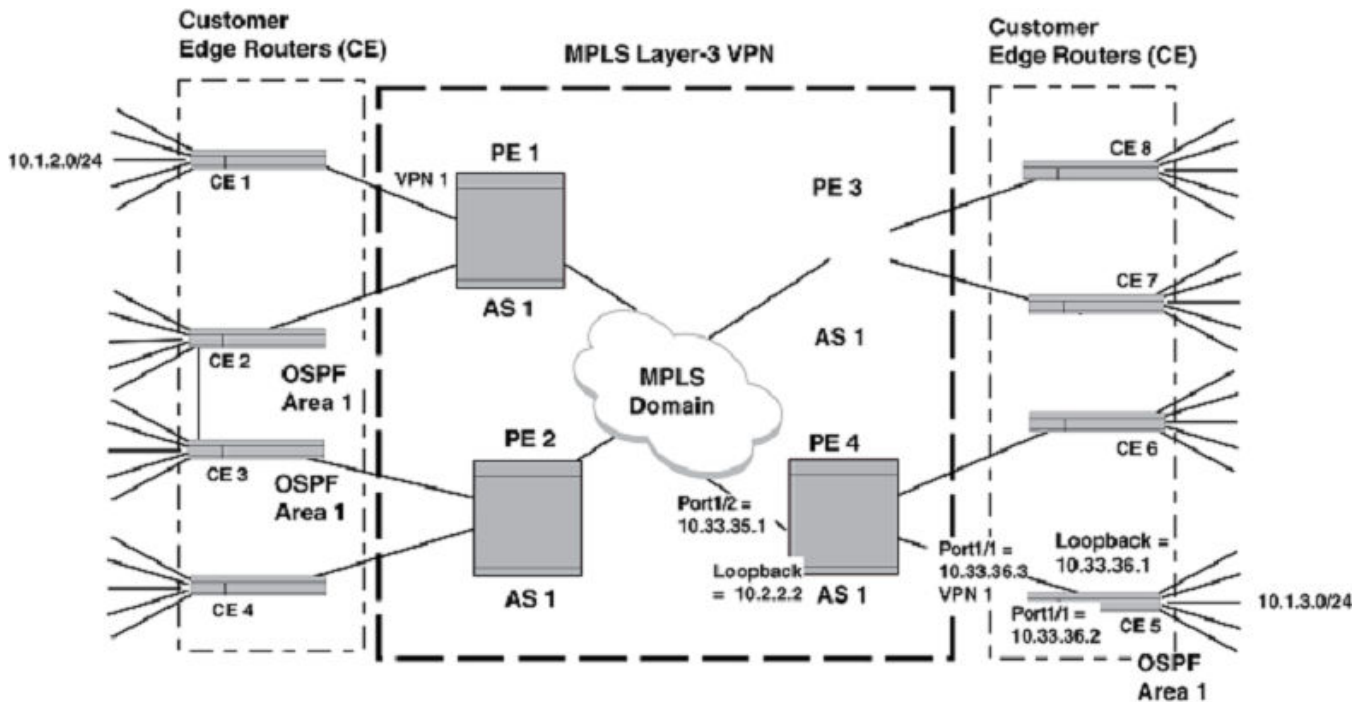 Customer
Edge Routers (CE)
MPLS Layer-3 VPN
Customer
Edge Routers (CE)
10.1.2.0/24
CE 1
VPN 1
PE 1
AS 1
PE 3
AS 1
CE 8
CE 7
CE 2
OSPF
Area 1
MPLS
Domain
CE 3
OSPF
Area 1
PE 2
AS 1
PE 4
CE 6
Port1/2 =
10.33.35.1
Loopback
= 10.2.2.2
AS 1
Port1/1 =
10.33.36.3
VPN 1
Loopback =
10.33.36.1
Port1/1 =
10.33.36.2
CE 5
10.1.3.0/24
CE 4
OSPF
Area 1